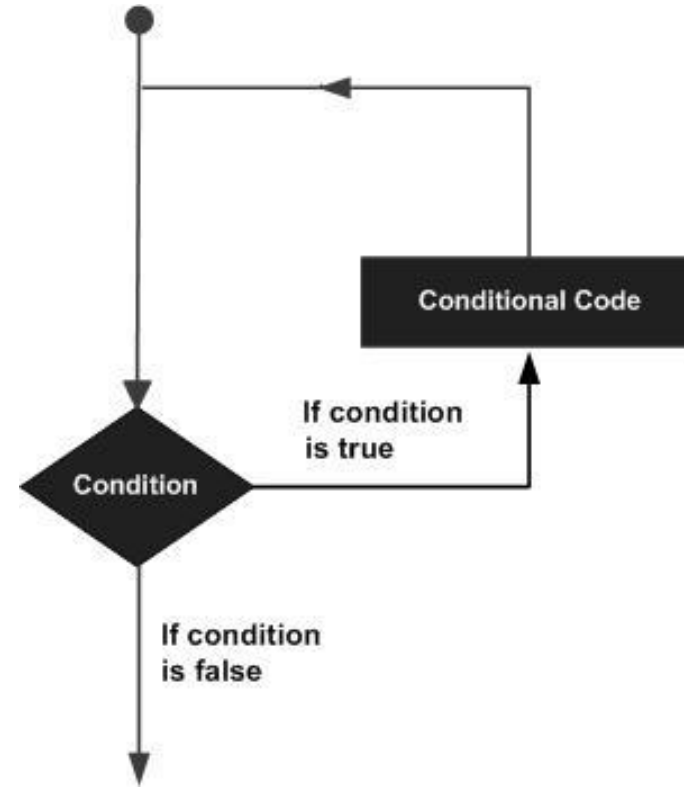 Conditional Code
If condition
is true
Condition
If condition
is false